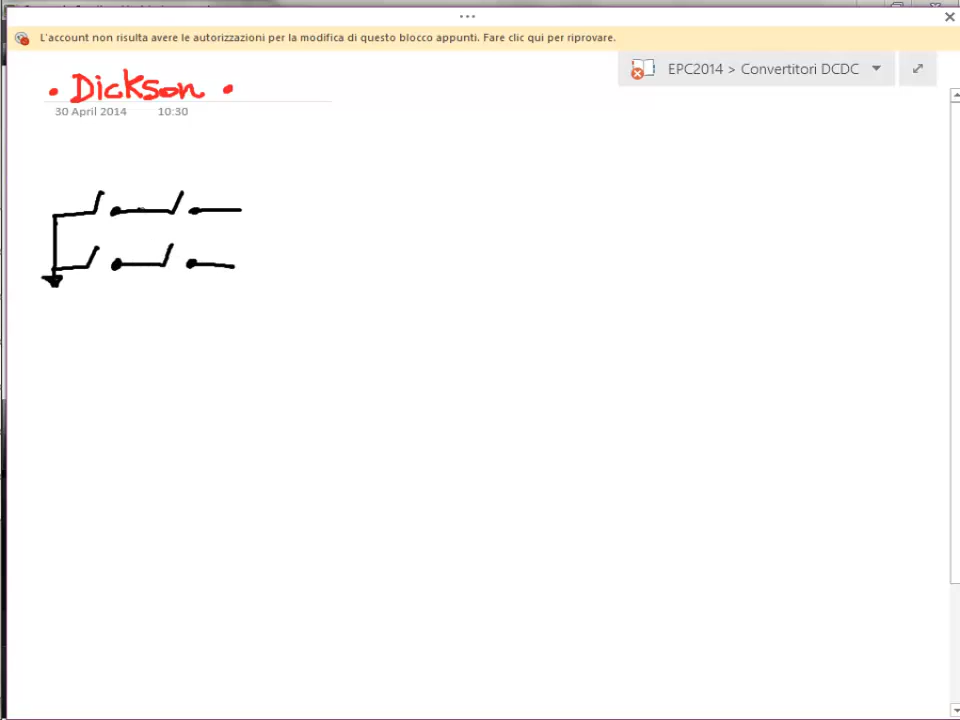 L'account non risulta avere le autorizzazioni per la modifica di questo blocco appunti. Fare clic qui per riprovare.
EPC2014 > Convertitori DCDC
• Dickson •
30 April 2014 10:30